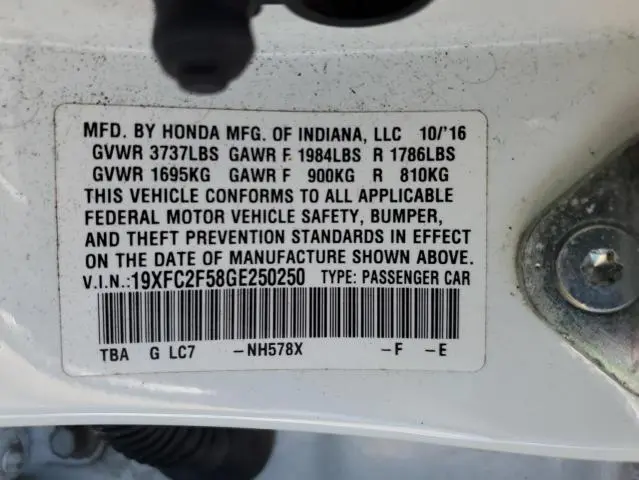 MFD. BY HONDA MFG. OF INDIANA, LLC 10/'16
GVWR 3737LBS GAWR F 1984LBS R 1786LBS
GVWR 1695KG GAWR F 900KG R 810KG
THIS VEHICLE CONFORMS TO ALL APPLICABLE
FEDERAL MOTOR VEHICLE SAFETY, BUMPER,
AND THEFT PREVENTION STANDARDS IN EFFECT
ON THE DATE OF MANUFACTURE SHOWN ABOVE.
V.I.N.:19XFC2F58GE250250 TYPE: PASSENGER CAR
TBA G LC7 -NH578X -F -E